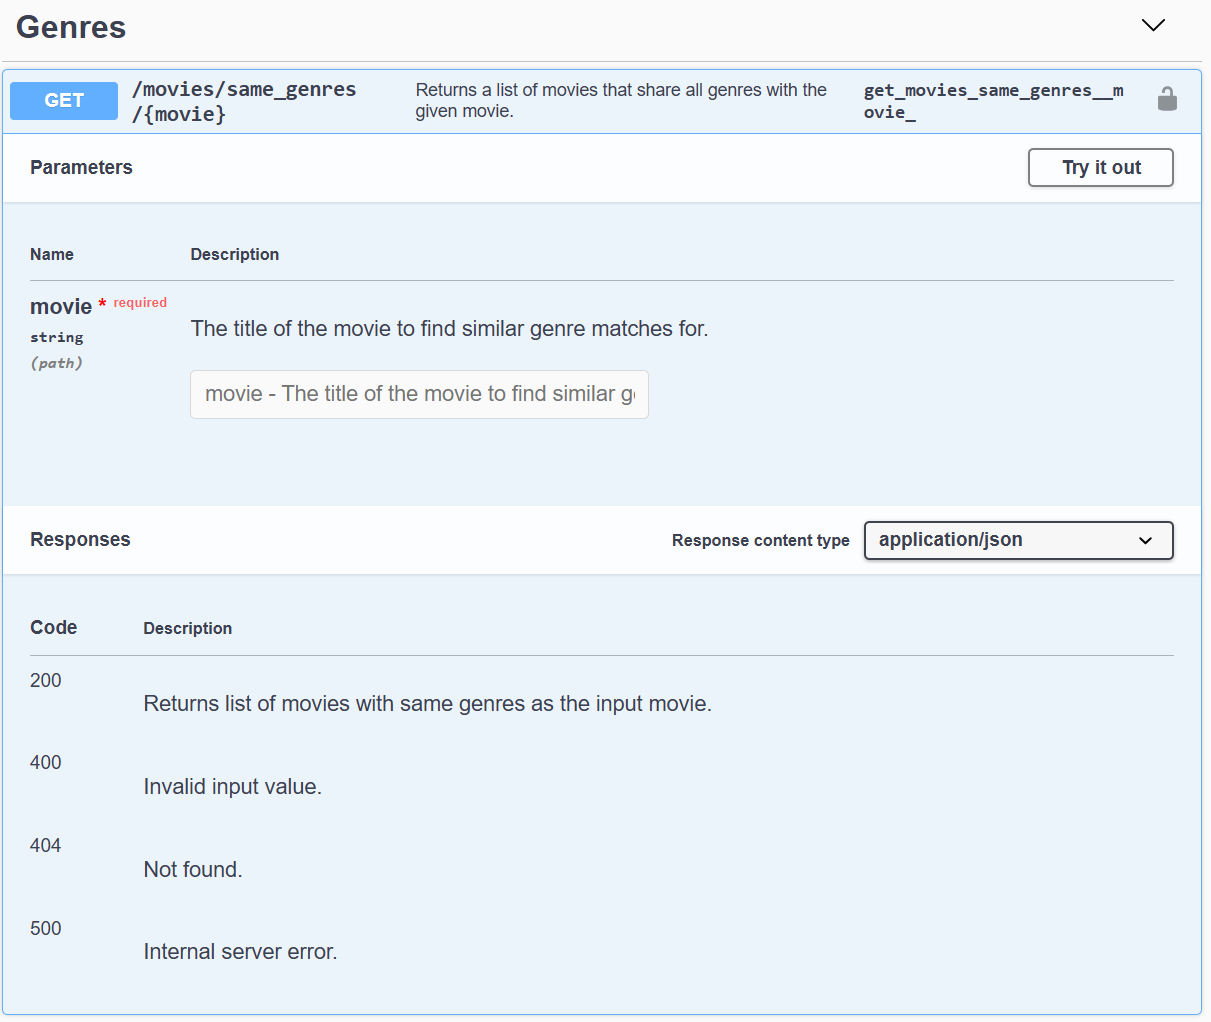 Genres
GET
/movies/same_genres
/{movie}
Returns a list of movies that share all genres with the
given movie.
get_movies_same_genres__m
ovie_
Parameters
Try it out
Name
Description
movie * required
string
(path)
The title of the movie to find similar genre matches for.
movie - The title of the movie to find similar g
Responses
Response content type
application/json
Code
Description
200
Returns list of movies with same genres as the input movie.
400
Invalid input value.
404
Not found.
500
Internal server error.